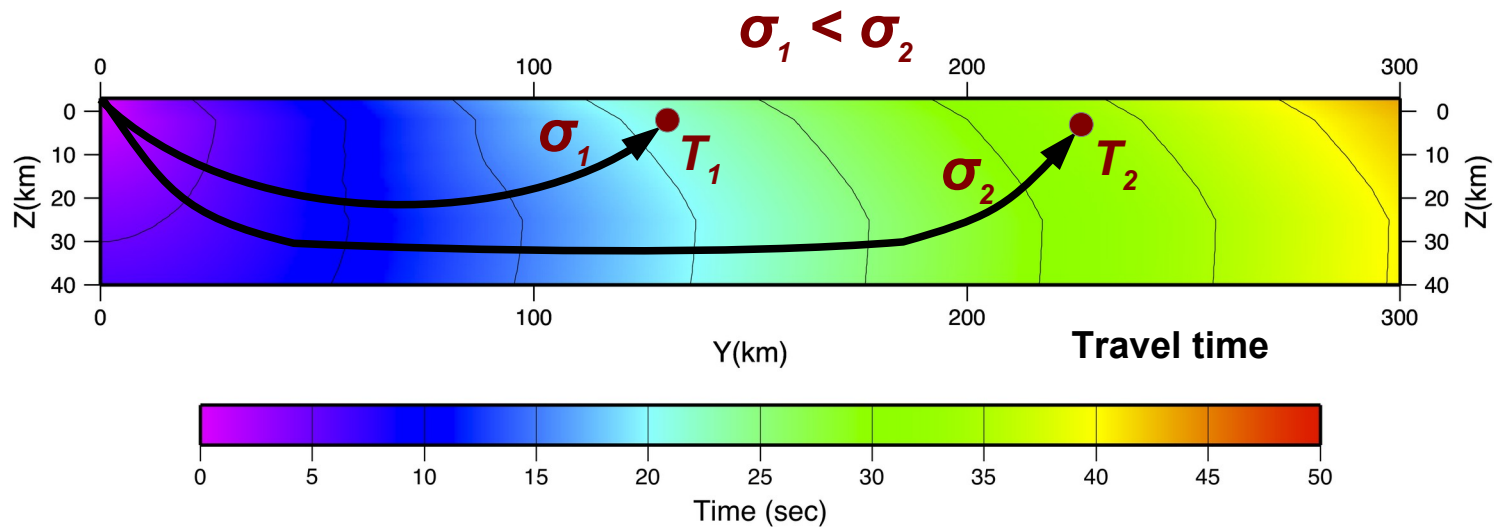 σ₁ < σ₂
0 100 200 300
0 0
10 10
20 20
30 30
40 40
Z(km) Z(km)
σ₁ T₁
σ₂ T₂
0 100 200 300
Y(km)
Travel time
0 5 10 15 20 25 30 35 40 45 50
Time (sec)